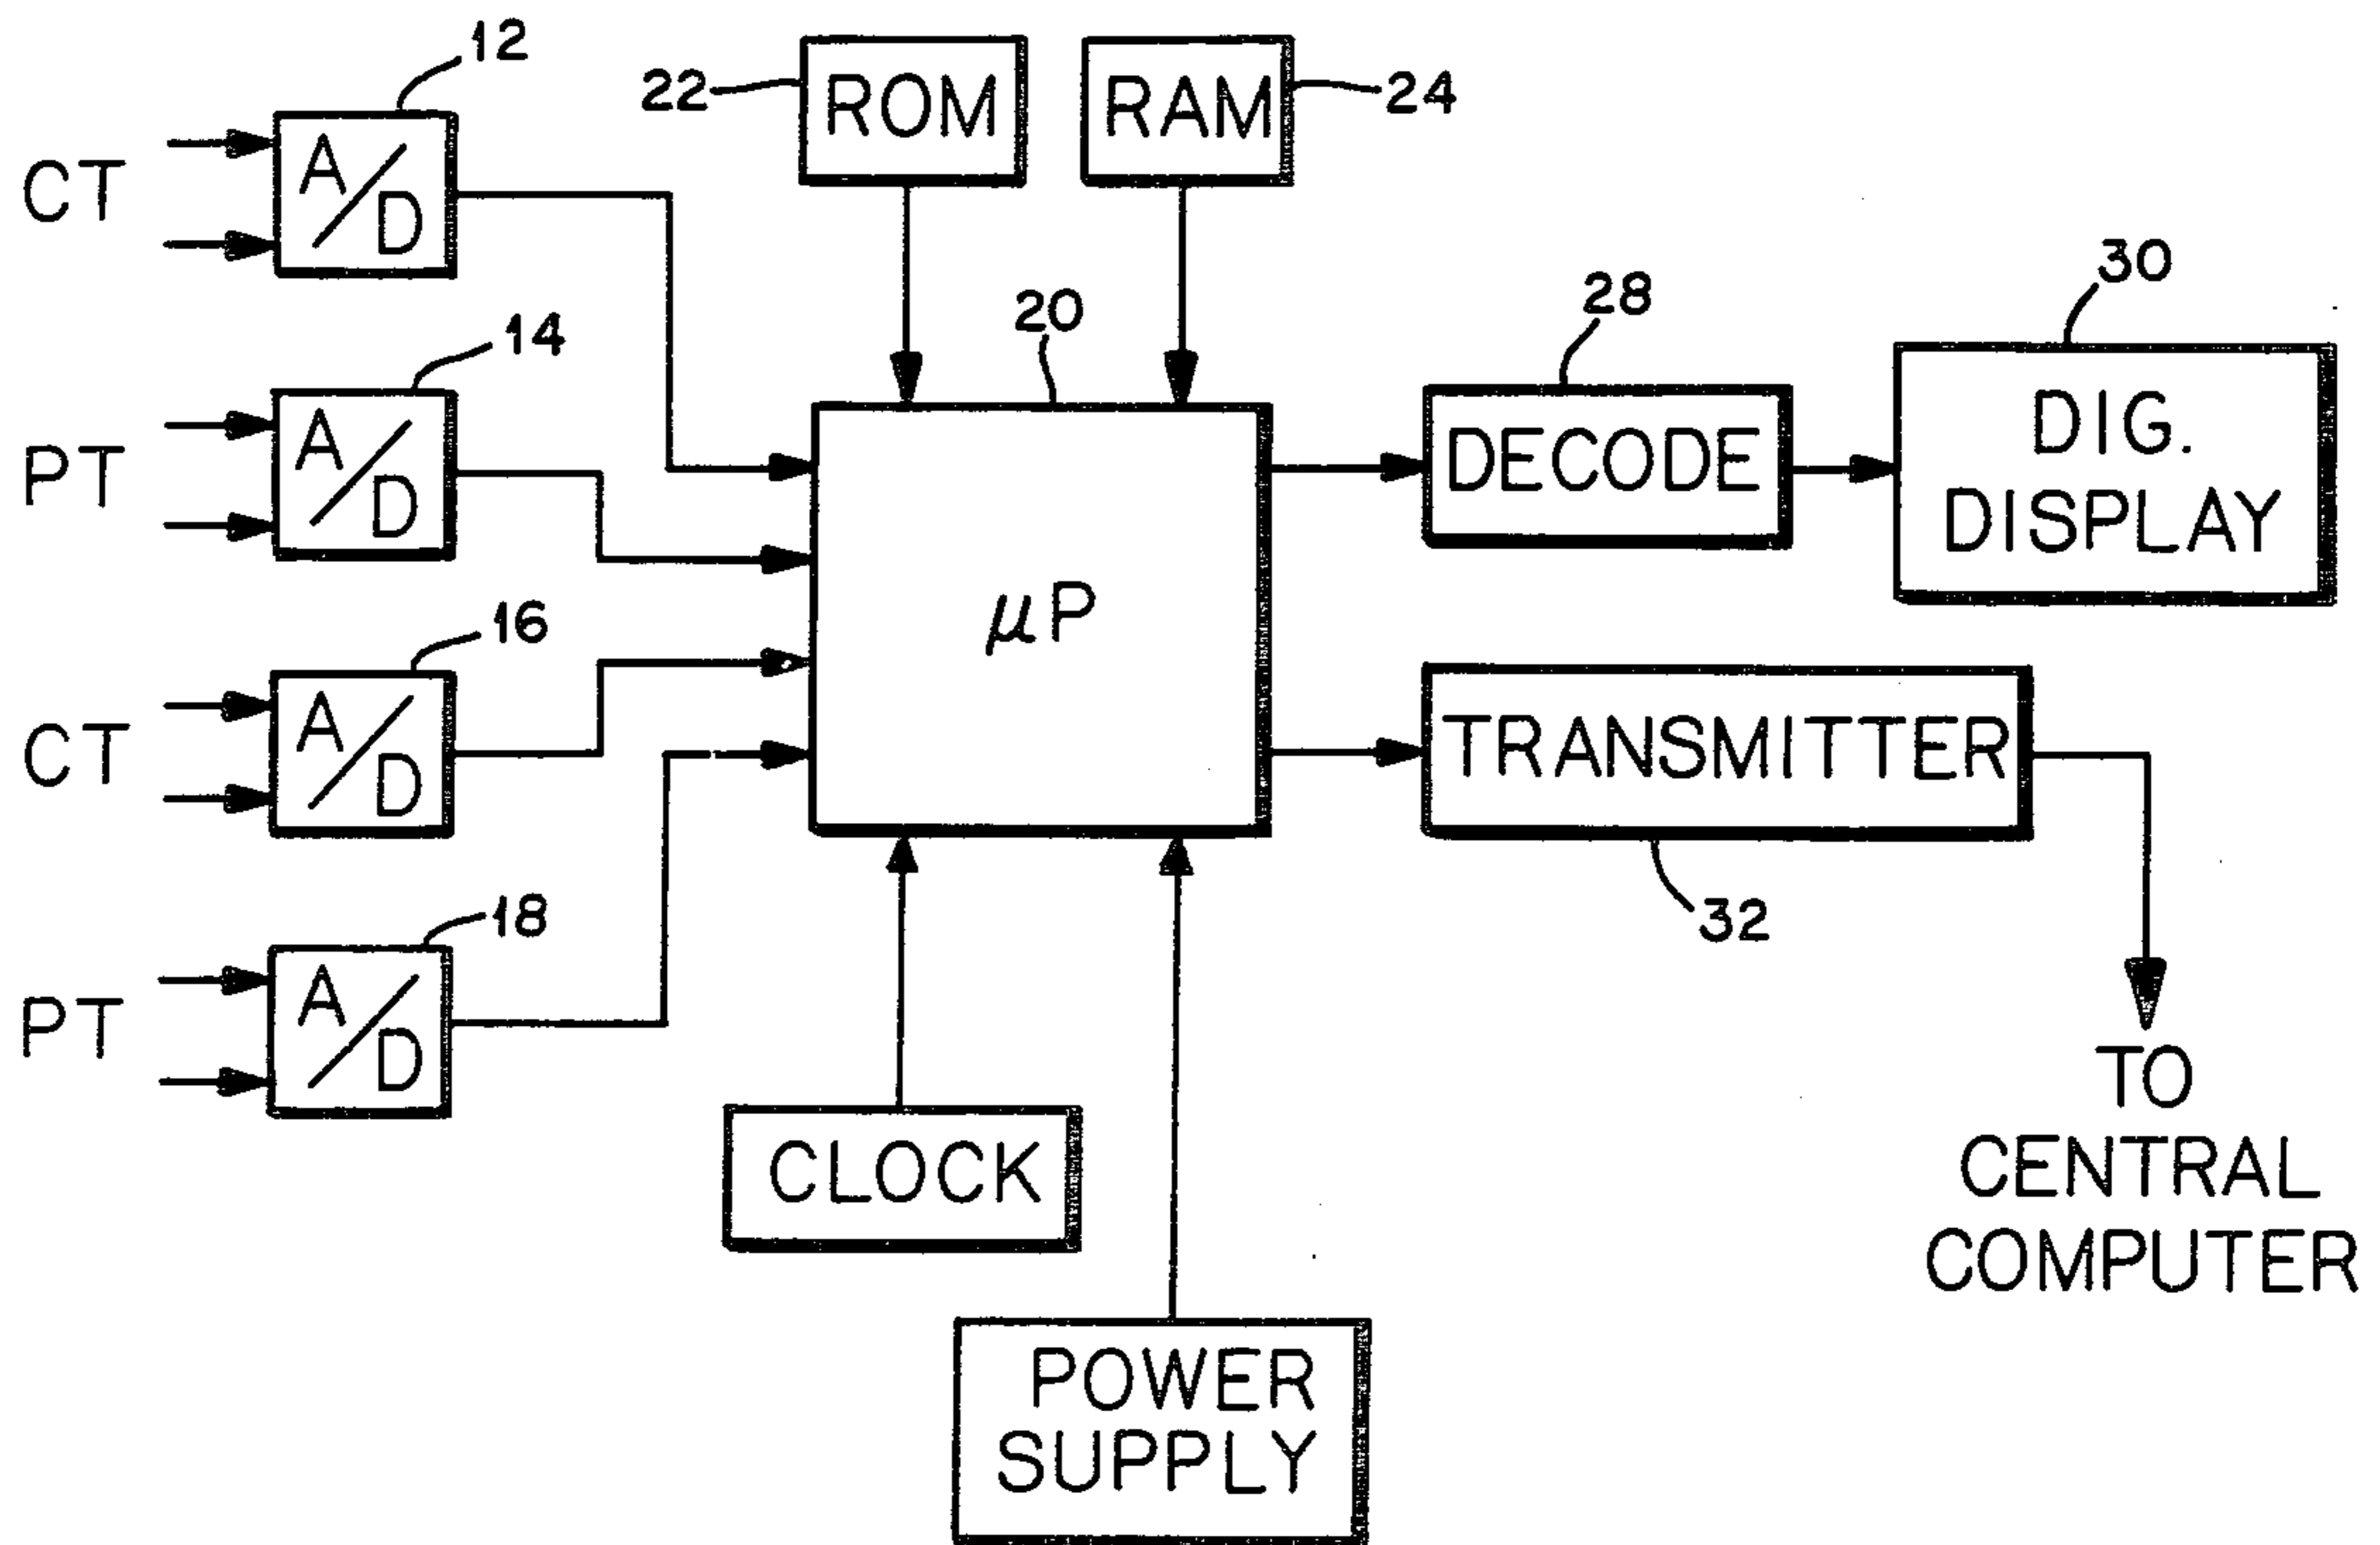 12
22
ROM
RAM
24
CT
A/D
14
PT
A/D
20
28
30
DECODE
DIG.
DISPLAY
μP
16
CT
A/D
TRANSMITTER
32
18
PT
A/D
CLOCK
TO
CENTRAL
COMPUTER
POWER
SUPPLY